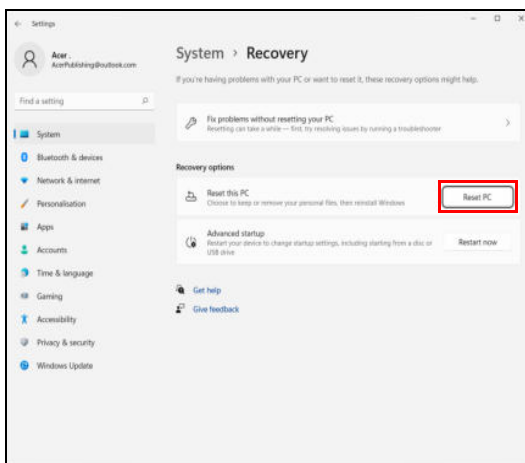 Settings
Acer .
AcerPublishing@outlook.com
Find a setting
System
Bluetooth & devices
Network & internet
Personalisation
Apps
Accounts
Time & language
Gaming
Accessibility
Privacy & security
Windows Update
System > Recovery
If you're having problems with your PC or want to reset it, these recovery options might help.
Fix problems without resetting your PC
Resetting can take a while — first, try resolving issues by running a troubleshooter
Recovery options
Reset this PC
Choose to keep or remove your personal files, then reinstall Windows
Reset PC
Advanced startup
Restart your device to change startup settings, including starting from a disc or
USB drive
Restart now
Get help
Give feedback